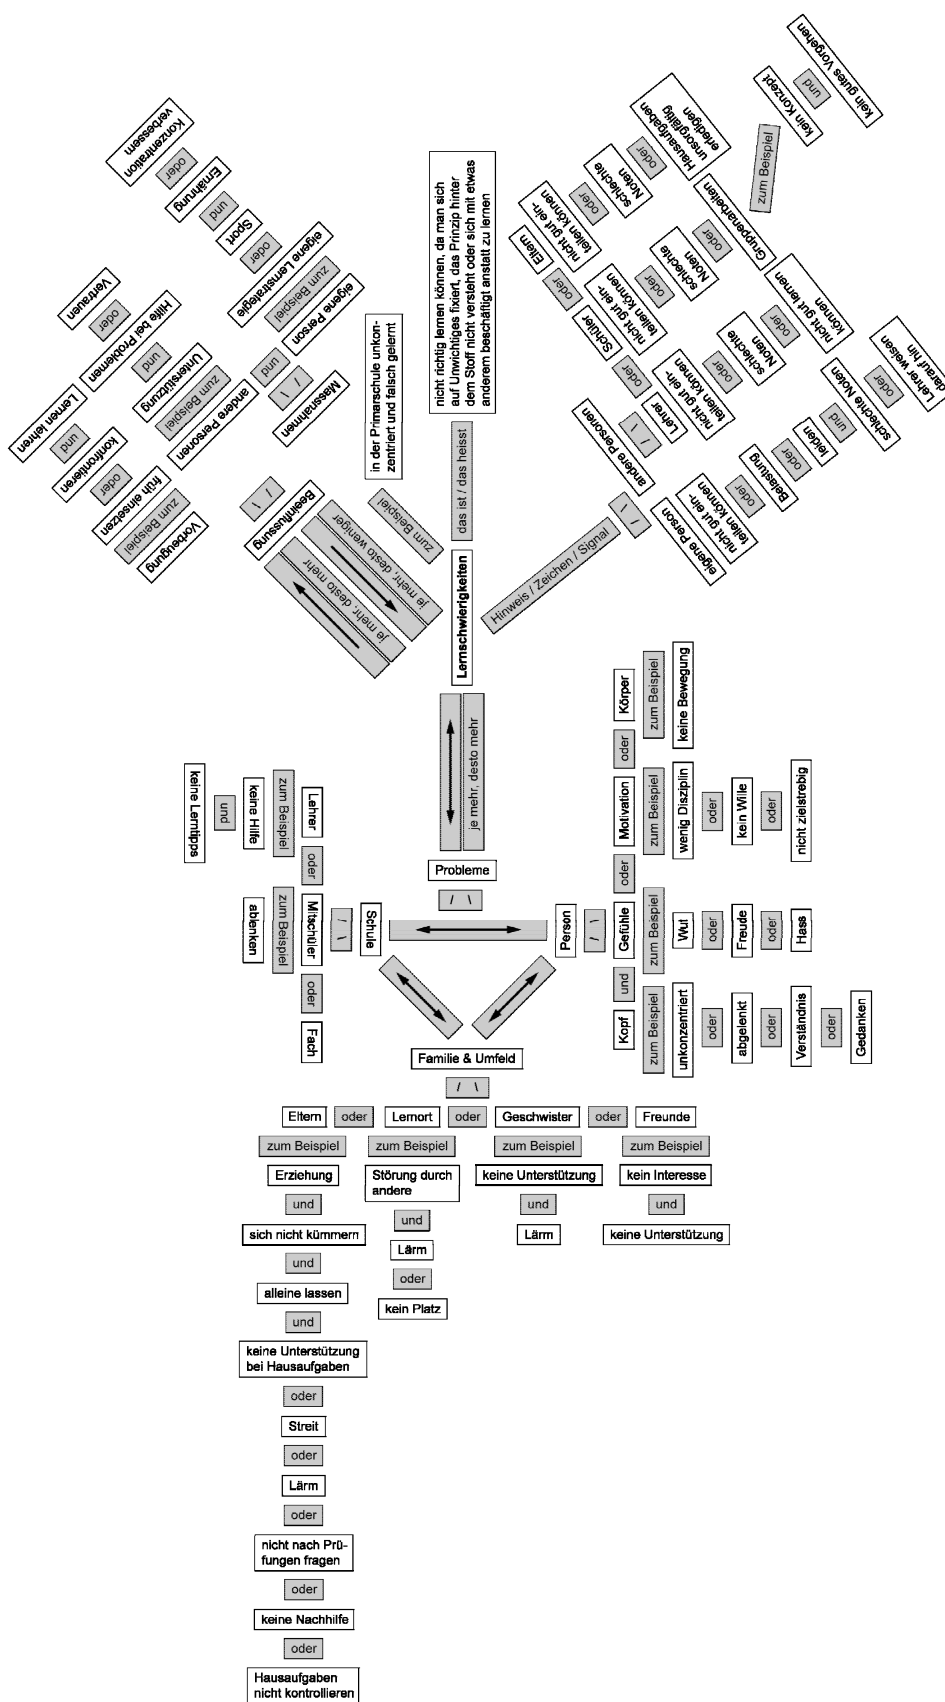 kein gutes Vorgehen
und
kein Konzept
zum Beispiel
Gruppenarbeiten
Konzentration
verbessern
oder
Ernährung
und
Sport
oder
eigene Lernstrategie
zum Beispiel
eigene Person
und
andere Personen
zum Beispiel
Unterstützung
und
Hilfe bei Problemen
oder
Vertrauen
/ \
Massnahmen
Lernen lehren
und
konfrontieren
oder
früh einsetzen
zum Beispiel
Vorbeugung
/ \
Beeinflussung
je mehr, desto weniger
je mehr, desto mehr
in der Primarschule unkon-
zentriert und falsch gelernt
zum Beispiel
nicht richtig lernen können, da man sich
auf Unwichtiges fixiert, das Prinzip hinter
dem Stoff nicht versteht oder sich mit etwas
anderem beschäftigt anstatt zu lernen
das ist / das heisst
Lernschwierigkeiten
Hinweis / Zeichen / Signal
/ \
andere Personen
/ \
Eltern
oder
Schüler
oder
Lehrer
nicht gut ein-
teilen können
oder
schlechte
Noten
oder
Hausaufgaben
unsorgfältig
erledigen
nicht gut ein-
teilen können
oder
schlechte
Noten
oder
nicht gut ein-
teilen können
oder
schlechte
Noten
oder
nicht gut lernen
können
eigene Person
nicht gut ein-
teilen können
oder
Belastung
oder
leiden
und
schlechte Noten
oder
Lehrer weisen
darauf hin
je mehr, desto mehr
Probleme
/ \
Schule
/ \
Lehrer
oder
Mitschüler
oder
Fach
zum Beispiel
keine Hilfe
und
keine Lerntipps
zum Beispiel
ablenken
Person
/ \
Kopf
und
Gefühle
oder
Motivation
oder
Körper
zum Beispiel
unkonzentriert
oder
abgelenkt
oder
Verständnis
oder
Gedanken
zum Beispiel
Wut
oder
Freude
oder
Hass
zum Beispiel
wenig Disziplin
oder
kein Wille
oder
nicht zielstrebig
zum Beispiel
keine Bewegung
Familie & Umfeld
/ \
Eltern oder Lernort oder Geschwister oder Freunde
zum Beispiel
Erziehung
und
sich nicht kümmern
und
alleine lassen
und
keine Unterstützung
bei Hausaufgaben
oder
Streit
oder
Lärm
oder
nicht nach Prü-
fungen fragen
oder
keine Nachhilfe
oder
Hausaufgaben
nicht kontrollieren
zum Beispiel
Störung durch
andere
und
Lärm
oder
kein Platz
zum Beispiel
keine Unterstützung
und
Lärm
zum Beispiel
kein Interesse
und
keine Unterstützung